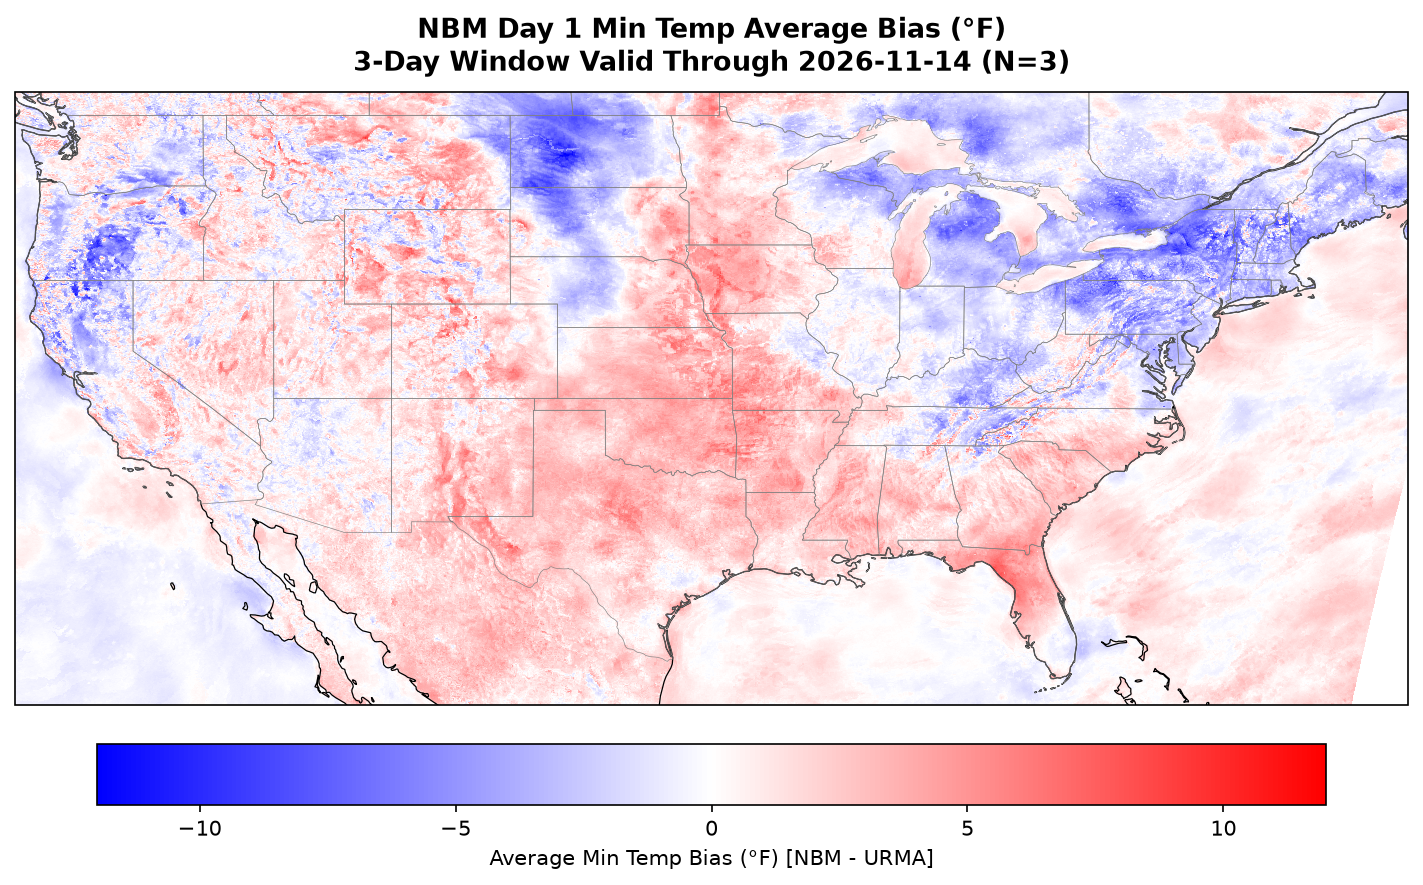 NBM Day 1 Min Temp Average Bias (°F)
3-Day Window Valid Through 2026-11-14 (N=3)
−10 −5 0 5 10
Average Min Temp Bias (°F) [NBM - URMA]